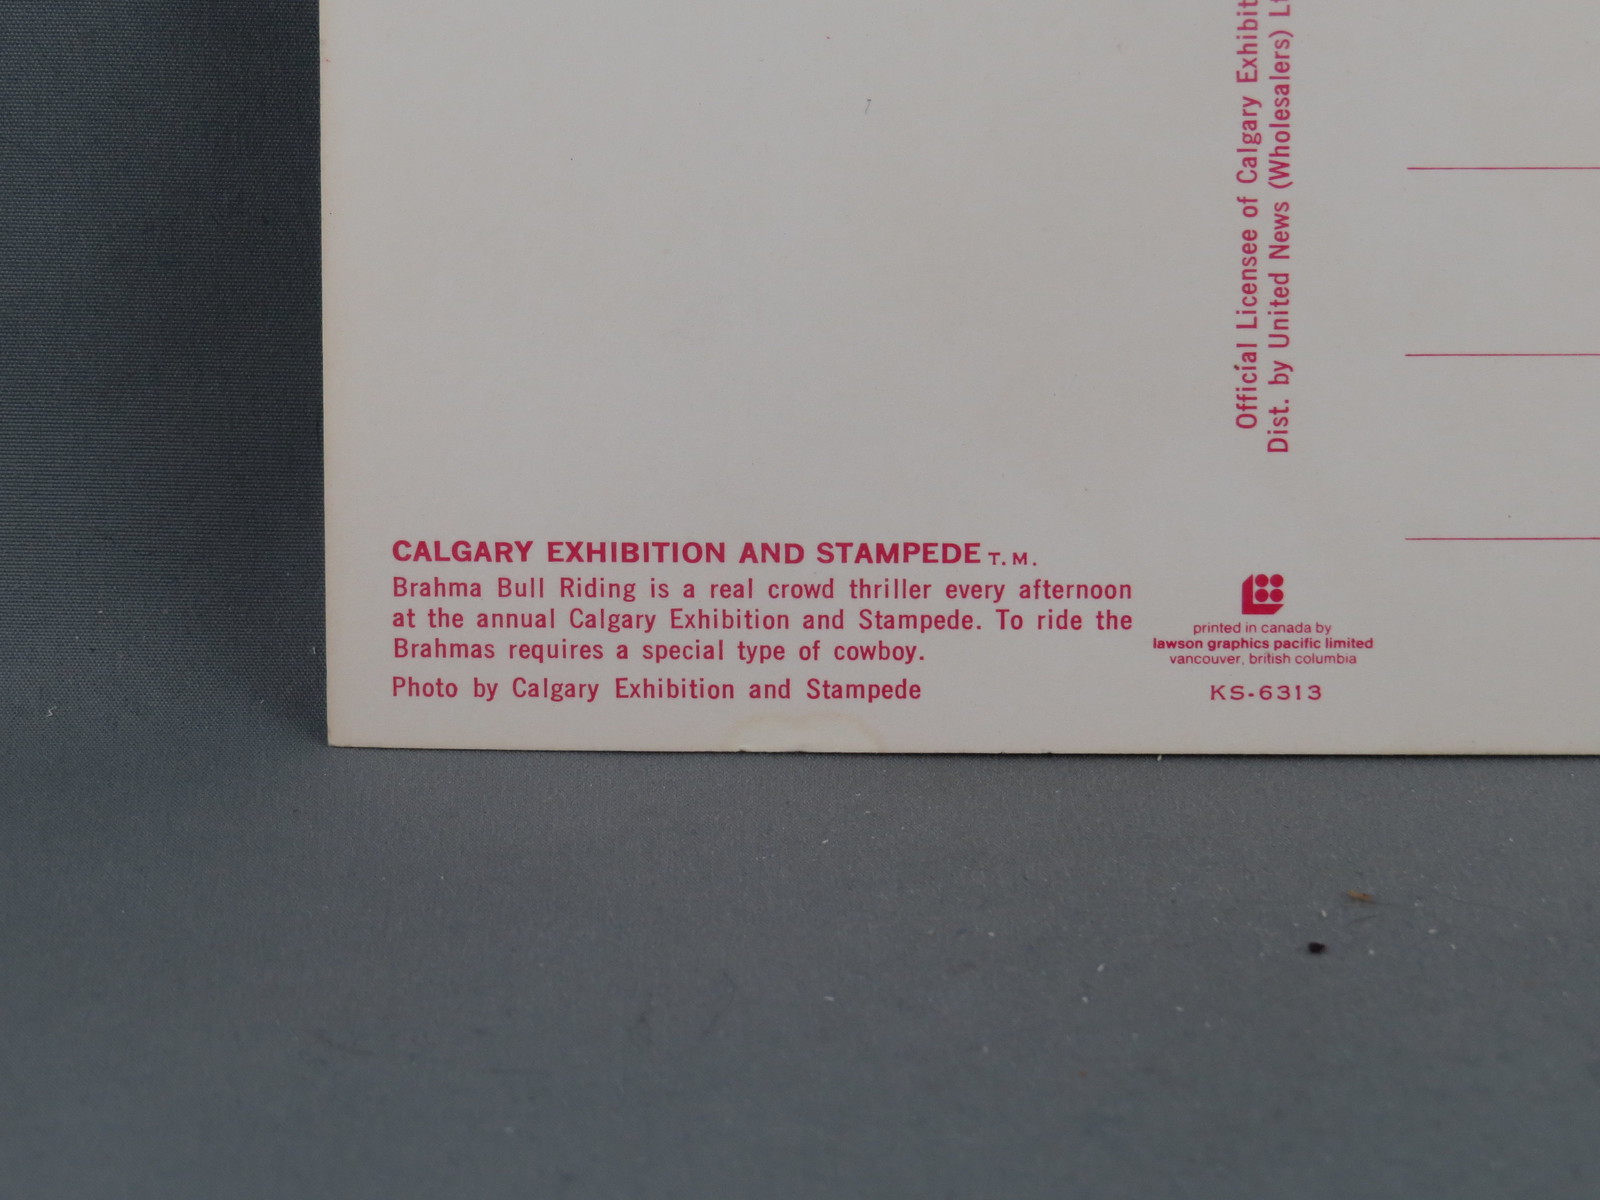 CALGARY EXHIBITION AND STAMPEDE T.M.
Brahma Bull Riding is a real crowd thriller every afternoon
at the annual Calgary Exhibition and Stampede. To ride the
Brahmas requires a special type of cowboy.
Photo by Calgary Exhibition and Stampede
Official Licensee of Calgary
Dist. by United News (Wholesalers)
printed in canada by
lawson graphics pacific limited
vancouver, british columbia
KS-6313